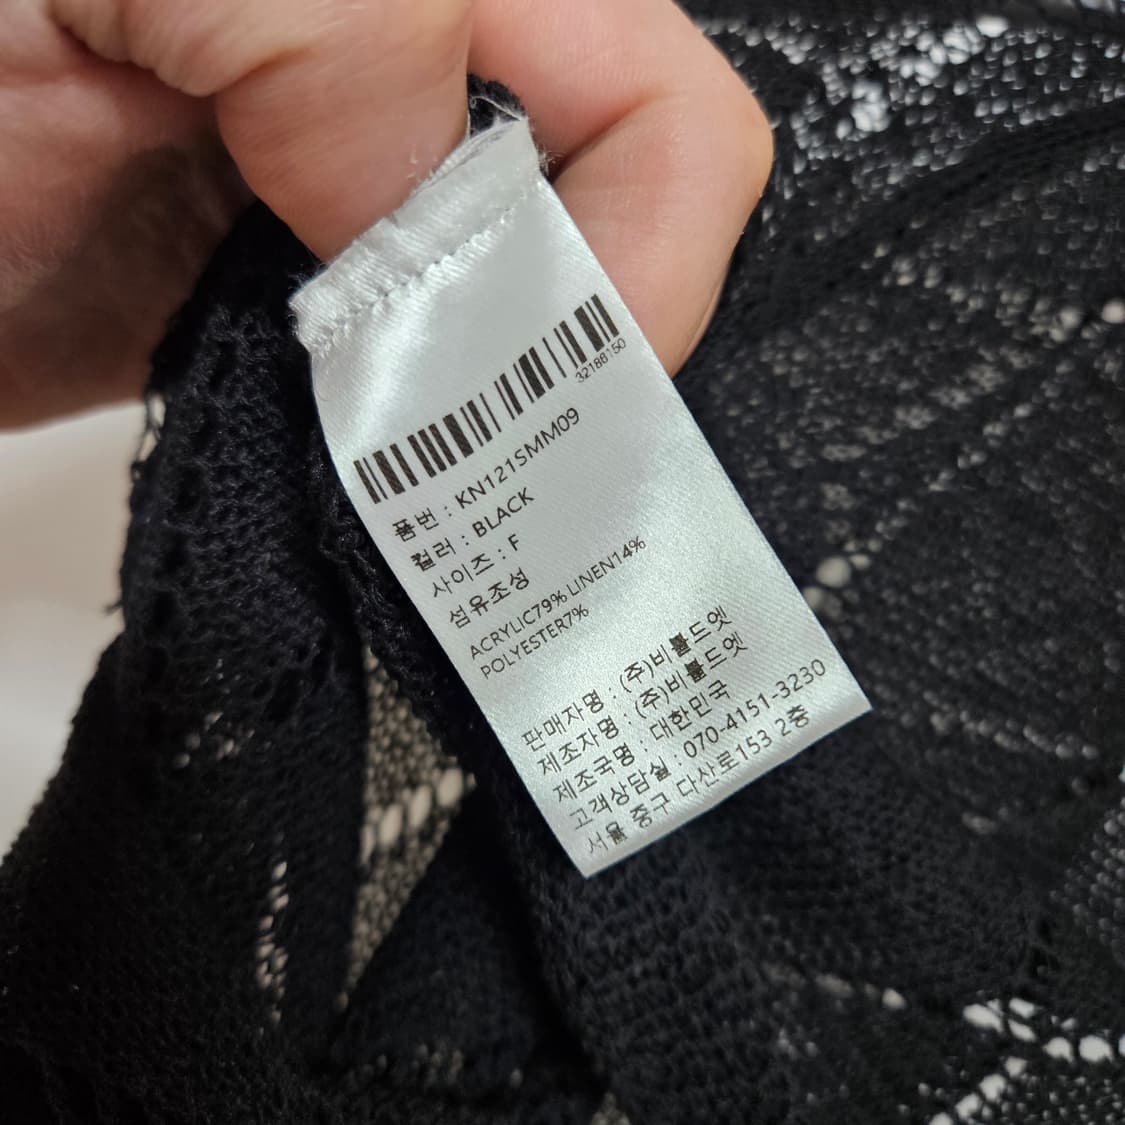 32188150
품번 : KN121SMM09
컬러 : BLACK
사이즈 : F
섬유조성
ACRYLIC79% LINEN14%
POLYESTER7%
판매자명 : (주)비뷸드엣
제조자명 : (주)비뷸드엣
제조국명 : 대한민국
고객상담실 : 070-4151-3230
서울 중구 다산로153 2층